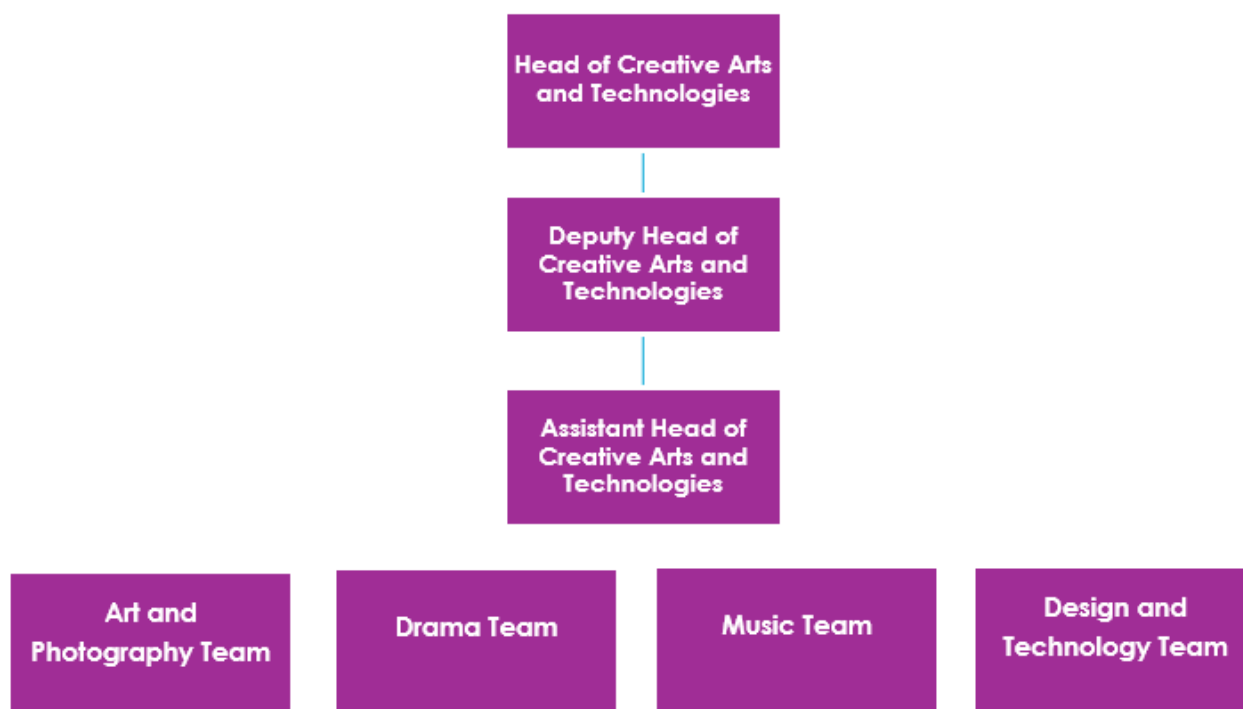 Head of Creative Arts
and Technologies
Deputy Head of
Creative Arts and
Technologies
Assistant Head of
Creative Arts and
Technologies
Art and
Photography Team
Drama Team
Music Team
Design and
Technology Team